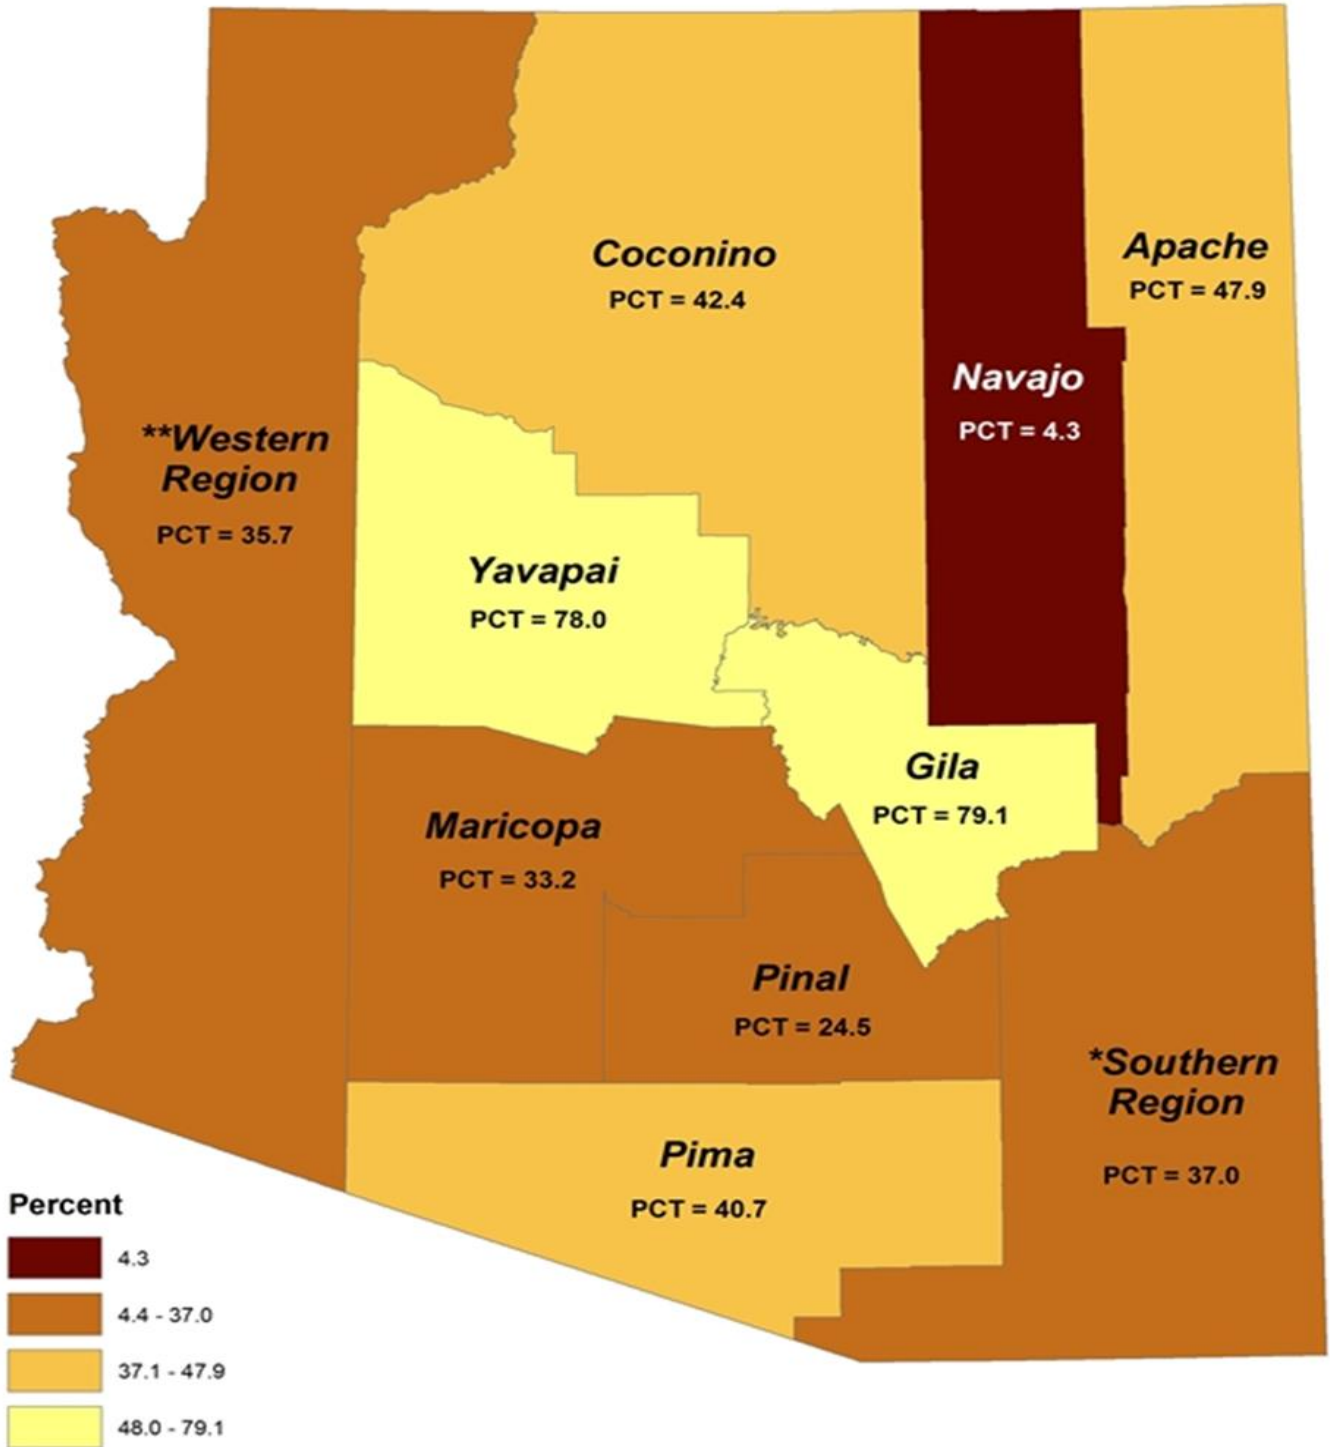 Coconino
PCT = 42.4
Apache
PCT = 47.9
Navajo
PCT = 4.3
**Western
Region
PCT = 35.7
Yavapai
PCT = 78.0
Gila
PCT = 79.1
Maricopa
PCT = 33.2
Pinal
PCT = 24.5
*Southern
Region
PCT = 37.0
Pima
PCT = 40.7
Percent
4.3
4.4 - 37.0
37.1 - 47.9
48.0 - 79.1